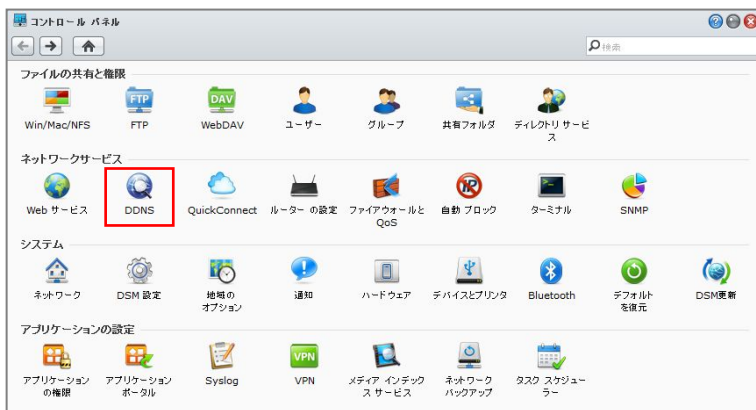 コントロール パネル
検索
ファイルの共有と権限
FTP
DAV
Win/Mac/NFS
FTP
WebDAV
ユーザー
グループ
共有フォルダ
ディレクトリ サービ
ス
ネットワークサービス
IP
Web サービス
DDNS
QuickConnect
ルーター の設定
ファイアウォールと
QoS
自動 ブロック
ターミナル
SNMP
システム
ネットワーク
DSM 設定
地域の
オプション
通知
ハードウェア
デバイスとプリンタ
Bluetooth
デフォルト
を復元
DSM更新
アプリケーションの設定
VPN
アプリケーション
の権限
アプリケーション
ポータル
Syslog
VPN
メディア インデック
ス サービス
ネットワーク
バックアップ
タスク スケジュー
ラー